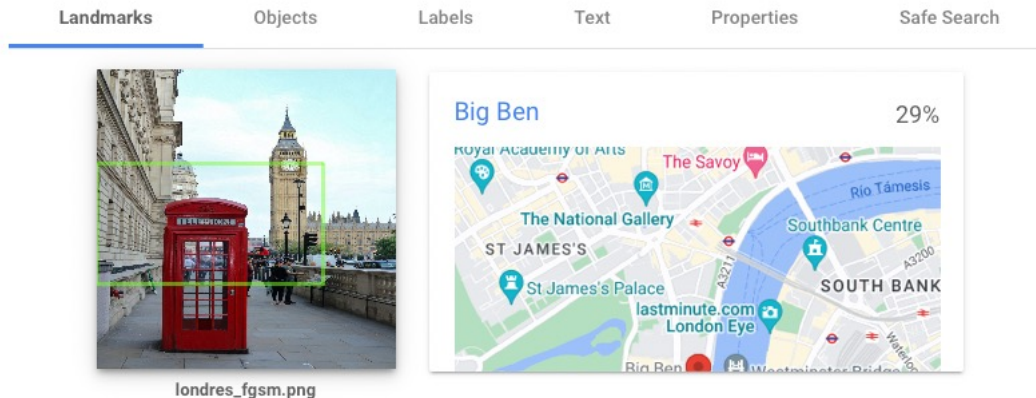 Landmarks Objects Labels Text Properties Safe Search
Big Ben 29%
Royal Academy of Arts
The Savoy
Río Támesis
The National Gallery
Southbank Centre
ST JAMES'S
A3200
A3211
St James's Palace
SOUTH BANK
lastminute.com
London Eye
Waterloo
Big Ben
Westminster Bridge
TELEPHONE
londres_fgsm.png